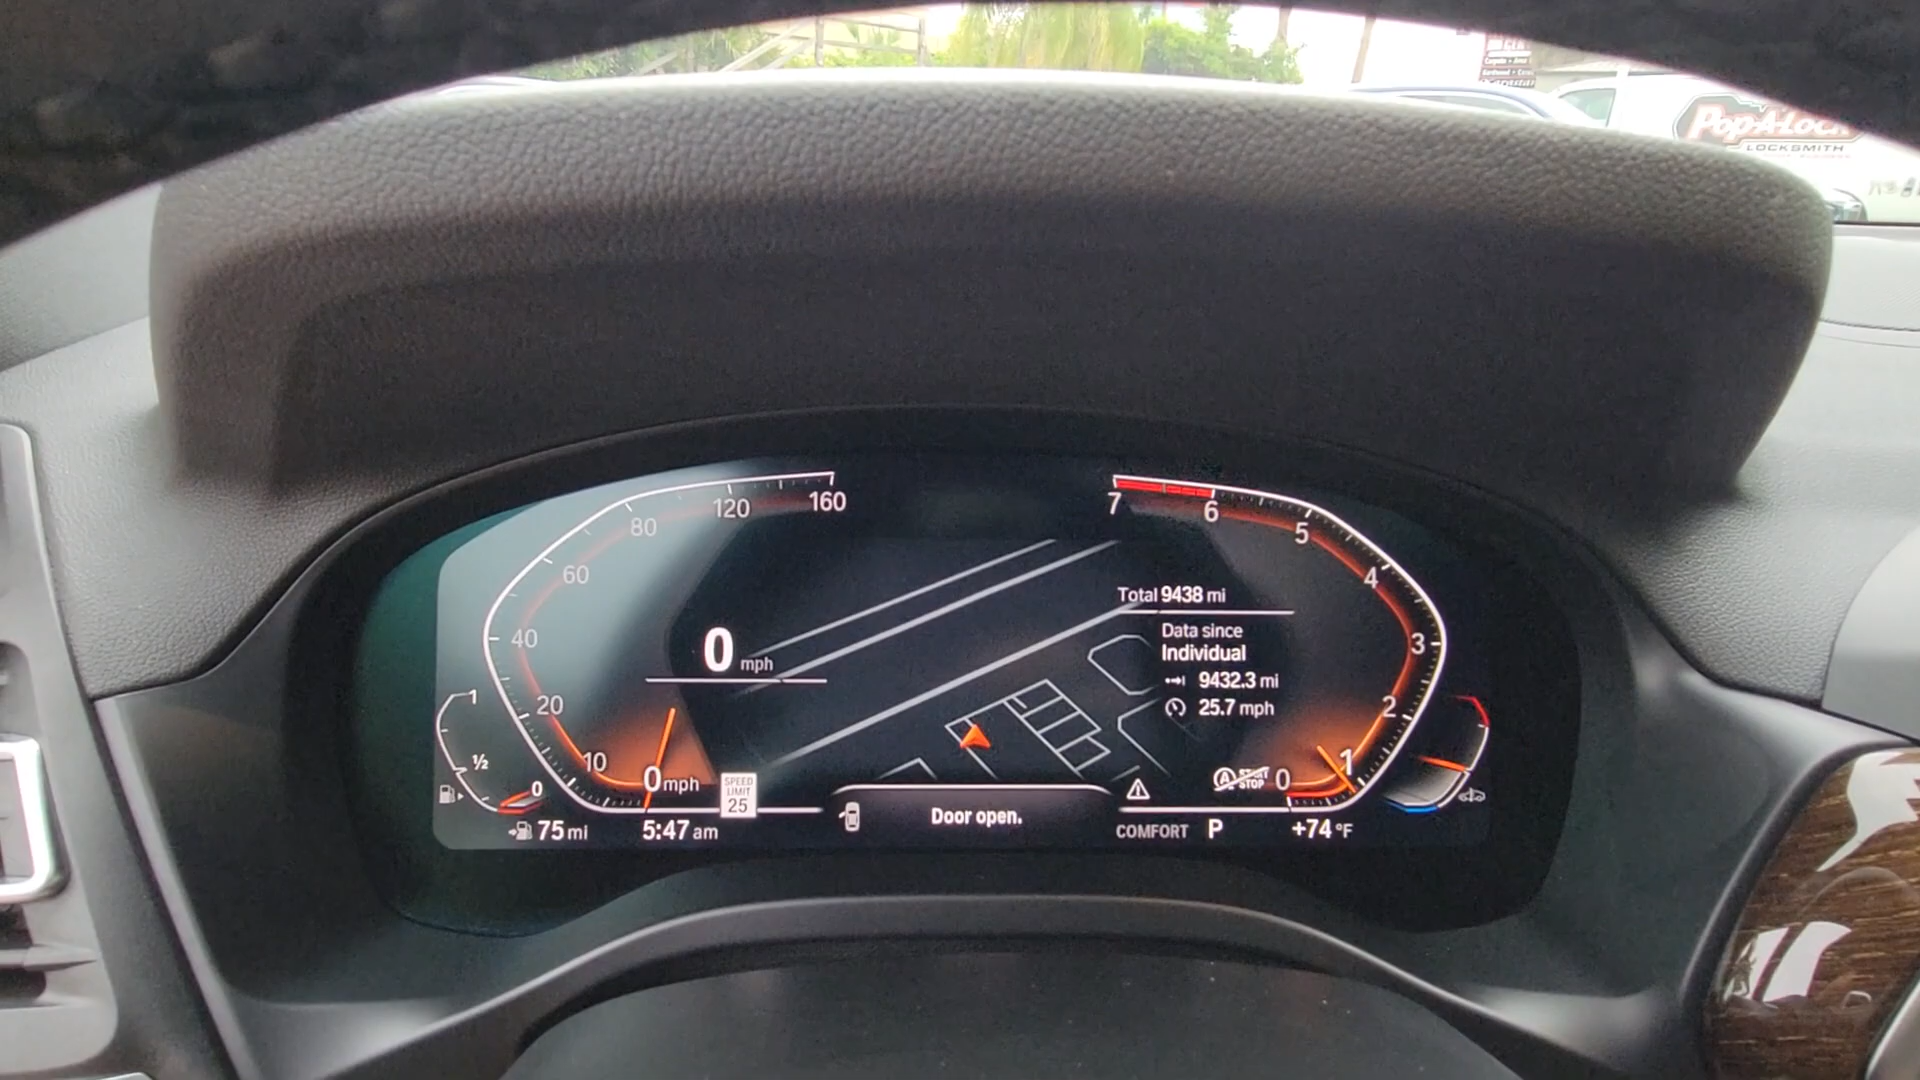 Pop-A-Lock
LOCKSMITH
160
120
80
60
40
20
10
0 mph
0 mph
7
6
5
4
3
2
1
0
Total 9438 mi
Data since
Individual
9432.3 mi
25.7 mph
1
½
0
SPEED
LIMIT
25
A START
STOP
75 mi
5:47 am
Door open.
COMFORT P
+74 °F